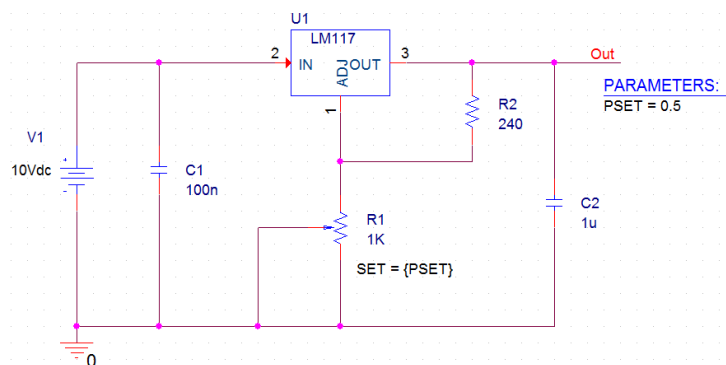 U1
LM117
2
IN
ADJ
OUT
3
1
Out
PARAMETERS:
PSET = 0.5
R2
240
V1
10Vdc
+
-
C1
100n
R1
1K
SET = {PSET}
C2
1u
0